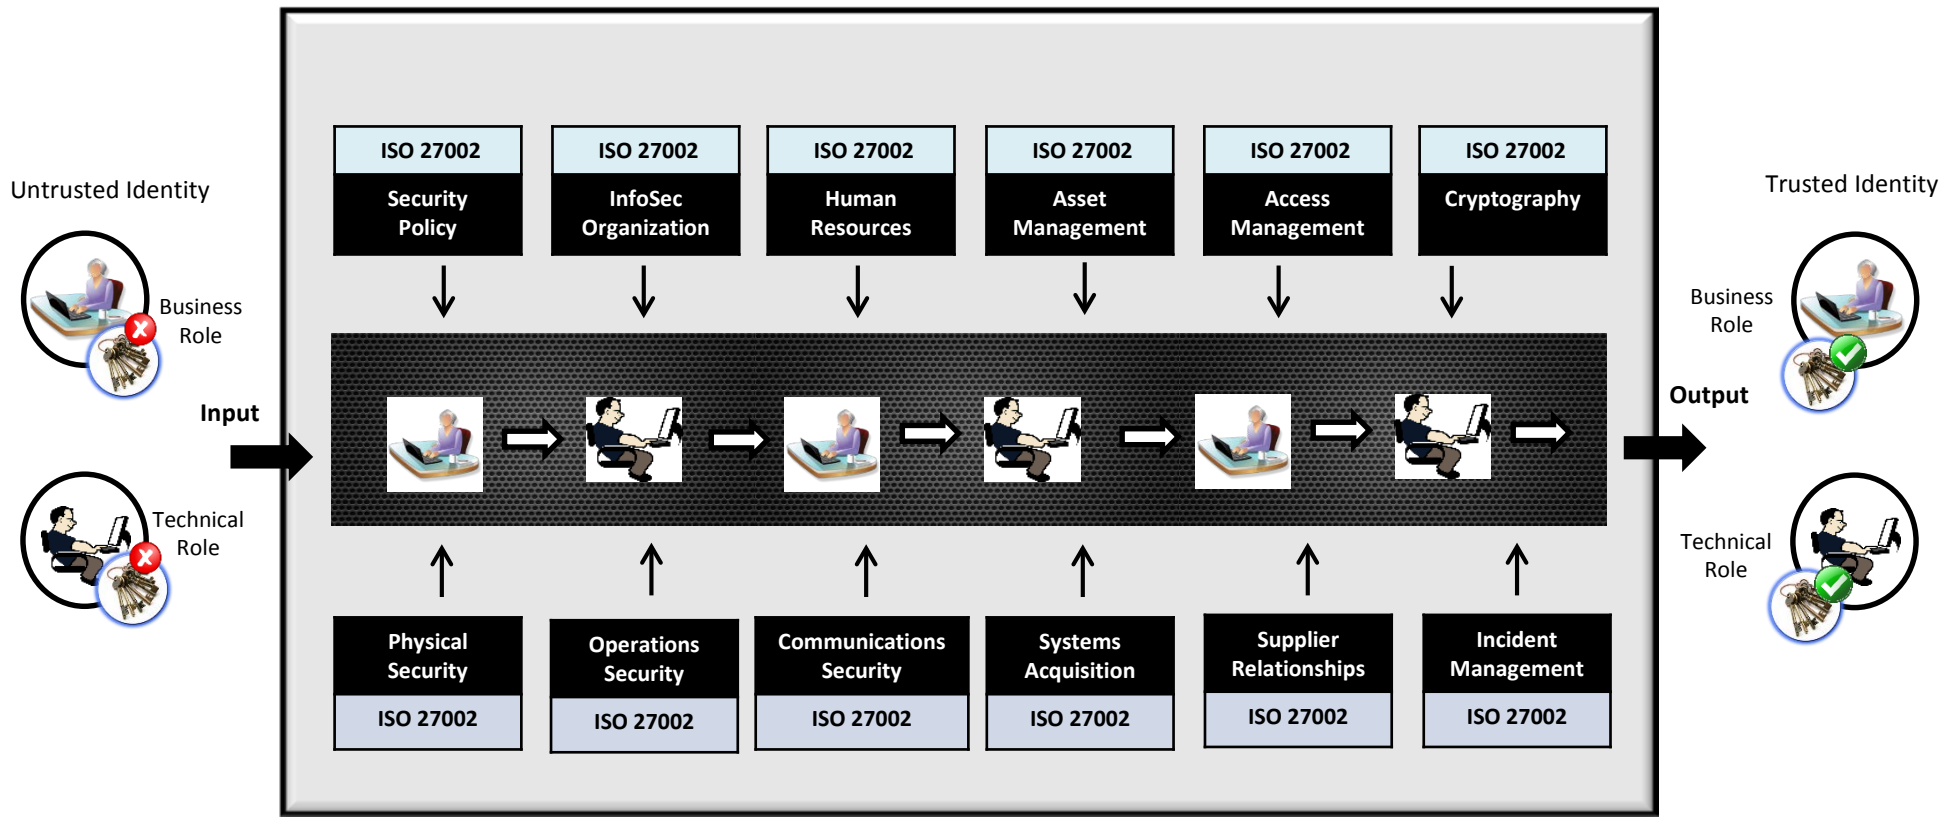 ISO 27002
ISO 27002
ISO 27002
ISO 27002
ISO 27002
ISO 27002
Security
Policy
InfoSec
Organization
Human
Resources
Asset
Management
Access
Management
Cryptography
Untrusted Identity
Business
Role
Input
Technical
Role
Trusted Identity
Business
Role
Output
Technical
Role
Physical
Security
Operations
Security
Communications
Security
Systems
Acquisition
Supplier
Relationships
Incident
Management
ISO 27002
ISO 27002
ISO 27002
ISO 27002
ISO 27002
ISO 27002